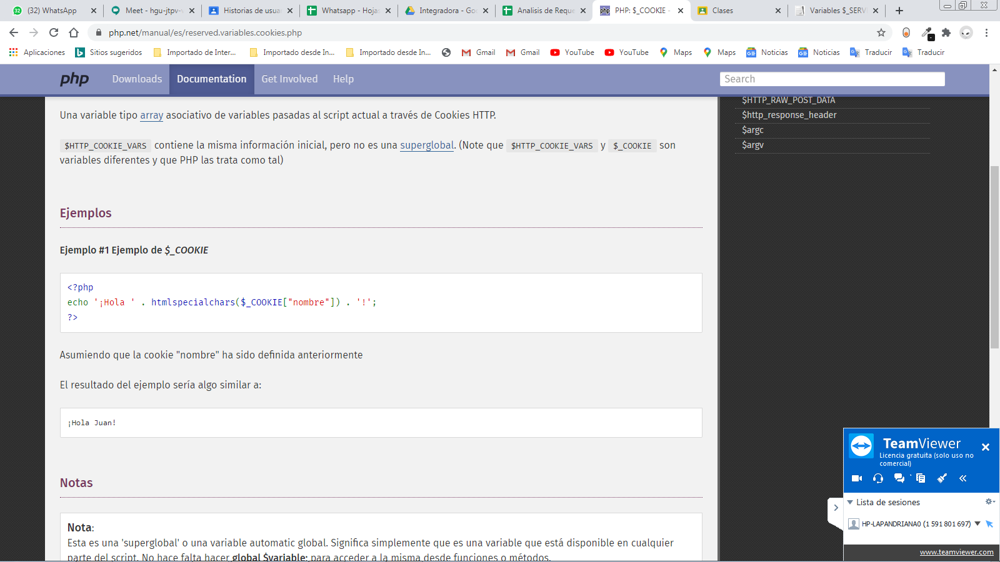 (32) WhatsApp
Meet - hgu-jtpv-
Historias de usua
Whatsapp - Hojas
Integradora - Goo
Analisis de Reque
PHP: $_COOKIE -
Clases
Variables $_SERV
php.net/manual/es/reserved.variables.cookies.php
Aplicaciones
Sitios sugeridos
Importado de Inter...
Importado desde In...
Importado desde In...
Gmail
Gmail
YouTube
YouTube
Maps
Maps
Noticias
Noticias
Traducir
Traducir
php
Downloads
Documentation
Get Involved
Help
Search
Una variable tipo array asociativo de variables pasadas al script actual a través de Cookies HTTP.
$HTTP_COOKIE_VARS contiene la misma información inicial, pero no es una superglobal. (Note que $HTTP_COOKIE_VARS y $_COOKIE son
variables diferentes y que PHP las trata como tal)
Ejemplos
Ejemplo #1 Ejemplo de $_COOKIE
<?php
echo '¡Hola ' . htmlspecialchars($_COOKIE["nombre"]) . '!';
?>
Asumiendo que la cookie "nombre" ha sido definida anteriormente
El resultado del ejemplo sería algo similar a:
¡Hola Juan!
Notas
Nota:
Esta es una 'superglobal' o una variable automatic global. Significa simplemente que es una variable que está disponible en cualquier
parte del script. No hace falta hacer global $variable; para acceder a la misma desde funciones o métodos.
$HTTP_RAW_POST_DATA
$http_response_header
$argc
$argv
TeamViewer
Licencia gratuita (solo uso no
comercial)
Lista de sesiones
HP-LAPANDRIANA0 (1 591 801 697)
www.teamviewer.com